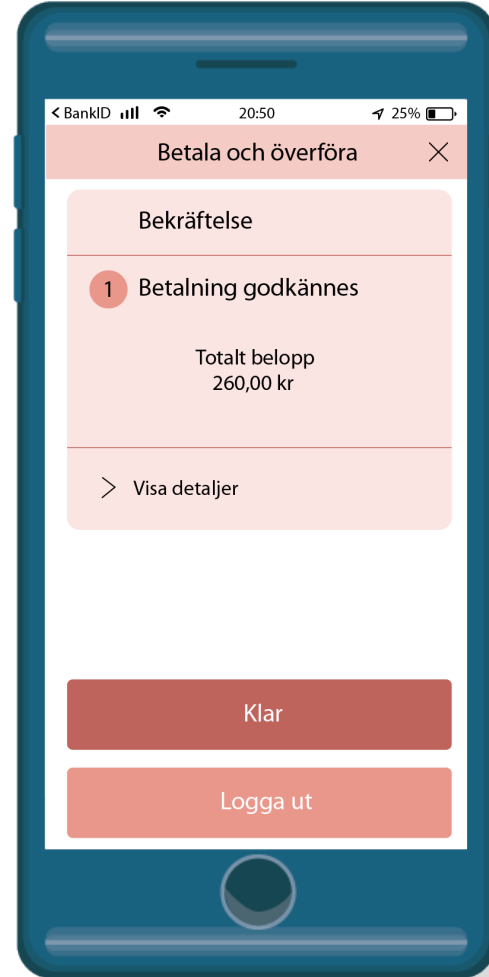 BankID 20:50 25%
Betala och överföra
Bekräftelse
1 Betalning godkännes
Totalt belopp
260,00 kr
Visa detaljer
Klar
Logga ut